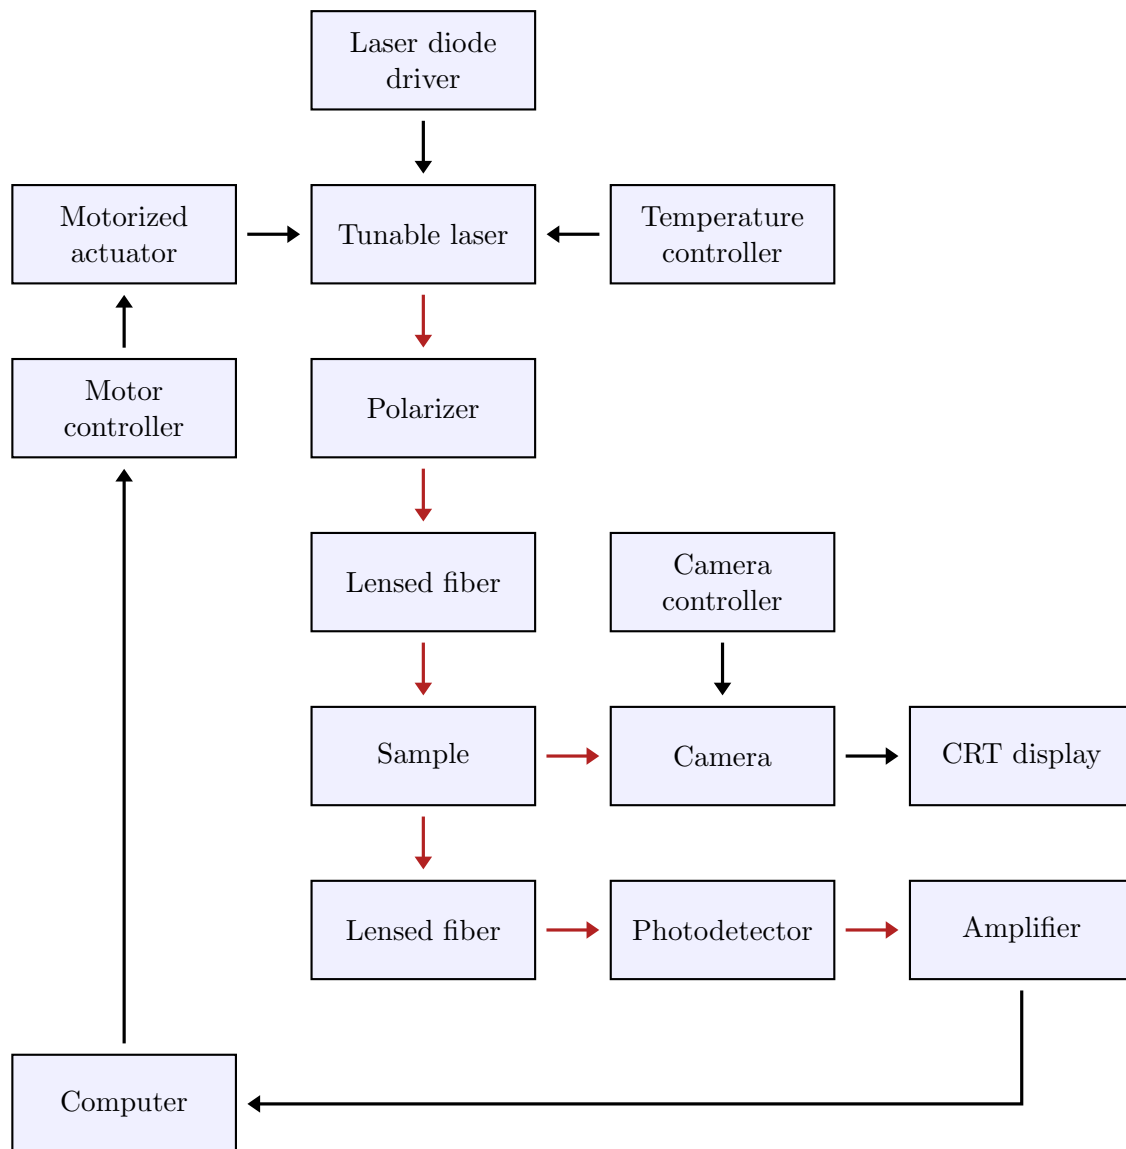 Laser diode
driver
Motorized
actuator
Tunable laser
Temperature
controller
Motor
controller
Polarizer
Lensed fiber
Camera
controller
Sample
Camera
CRT display
Lensed fiber
Photodetector
Amplifier
Computer